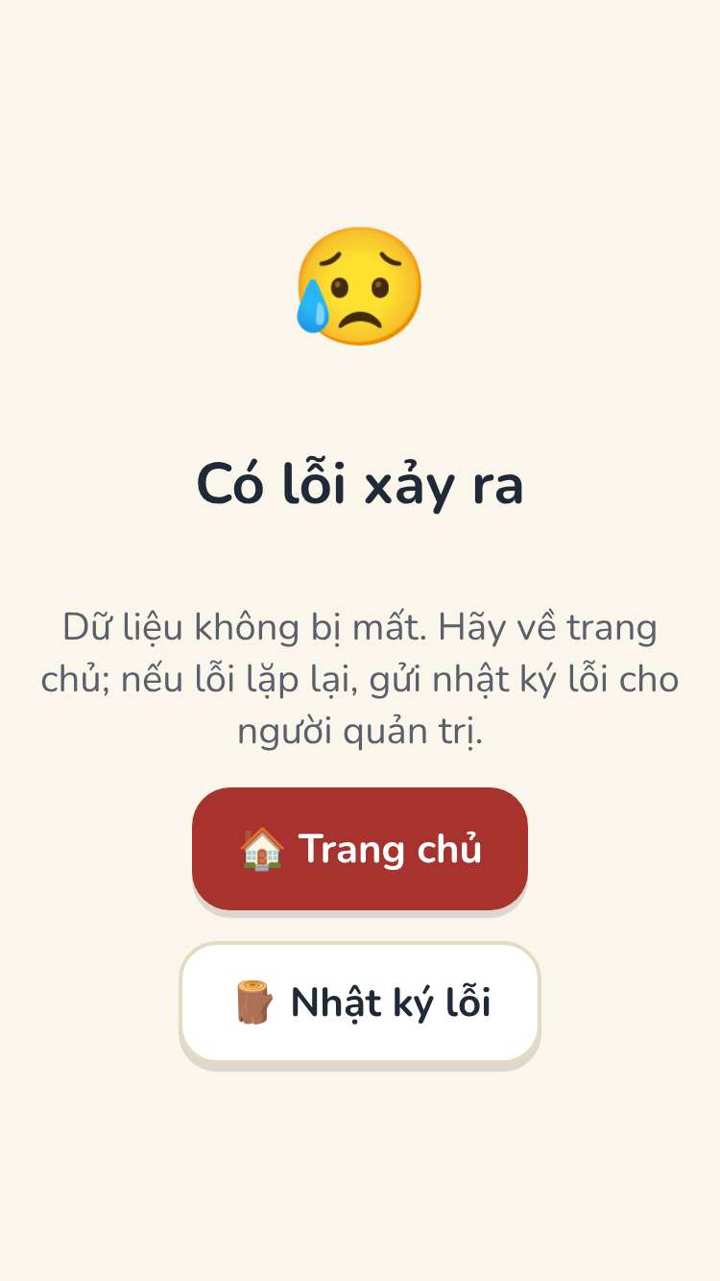 Có lỗi xảy ra
Dữ liệu không bị mất. Hãy về trang
chủ; nếu lỗi lặp lại, gửi nhật ký lỗi cho
người quản trị.
Trang chủ
Nhật ký lỗi